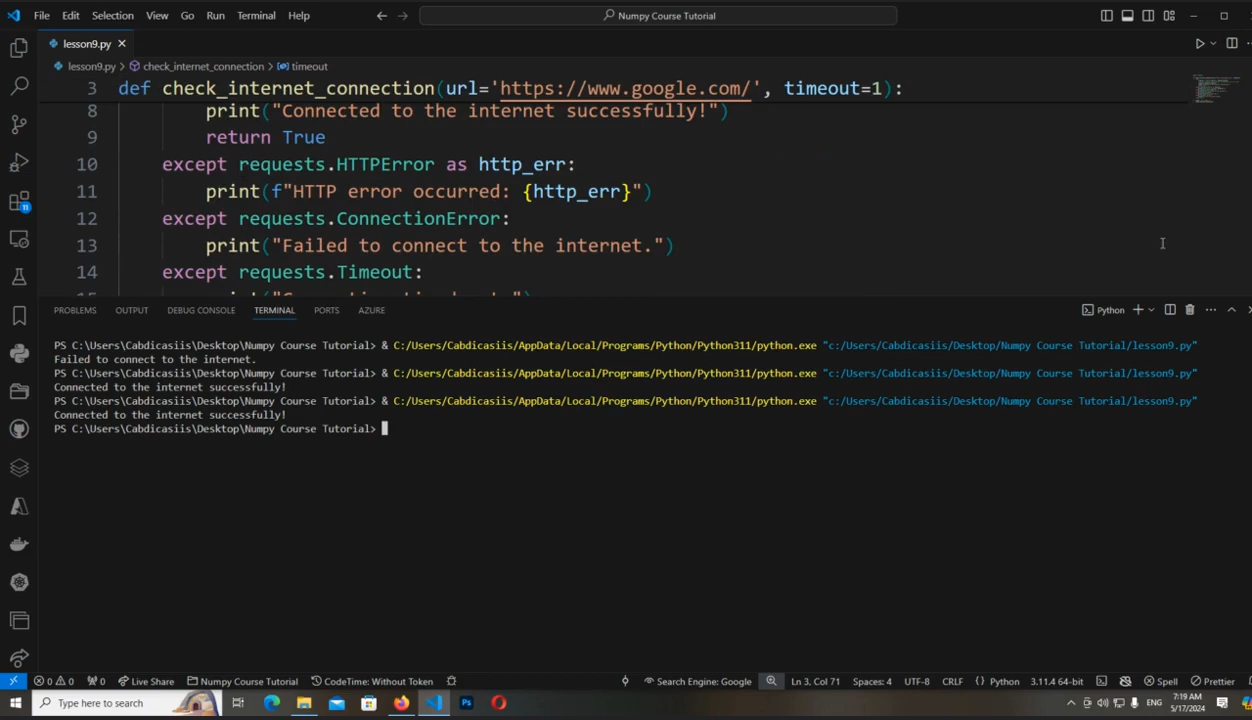 File Edit Selection View Go Run Terminal Help Numpy Course Tutorial
lesson9.py
lesson9.py > check_internet_connection > timeout
3 def check_internet_connection(url='https://www.google.com/', timeout=1):
8 print("Connected to the internet successfully!")
9 return True
10 except requests.HTTPError as http_err:
11 print(f"HTTP error occurred: {http_err}")
12 except requests.ConnectionError:
13 print("Failed to connect to the internet.")
14 except requests.Timeout:
PROBLEMS OUTPUT DEBUG CONSOLE TERMINAL PORTS AZURE Python
PS C:\Users\Cabdicasiis\Desktop\Numpy Course Tutorial> & C:/Users/Cabdicasiis/AppData/Local/Programs/Python/Python311/python.exe "c:/Users/Cabdicasiis/Desktop/Numpy Course Tutorial/lesson9.py"
Failed to connect to the internet.
PS C:\Users\Cabdicasiis\Desktop\Numpy Course Tutorial> & C:/Users/Cabdicasiis/AppData/Local/Programs/Python/Python311/python.exe "c:/Users/Cabdicasiis/Desktop/Numpy Course Tutorial/lesson9.py"
Connected to the internet successfully!
PS C:\Users\Cabdicasiis\Desktop\Numpy Course Tutorial> & C:/Users/Cabdicasiis/AppData/Local/Programs/Python/Python311/python.exe "c:/Users/Cabdicasiis/Desktop/Numpy Course Tutorial/lesson9.py"
Connected to the internet successfully!
PS C:\Users\Cabdicasiis\Desktop\Numpy Course Tutorial>
11
0 0 0 Live Share Numpy Course Tutorial CodeTime: Without Token Search Engine: Google Ln 3, Col 71 Spaces: 4 UTF-8 CRLF {} Python 3.11.4 64-bit Spell Prettier
Type here to search ENG 7:19 AM
5/17/2024